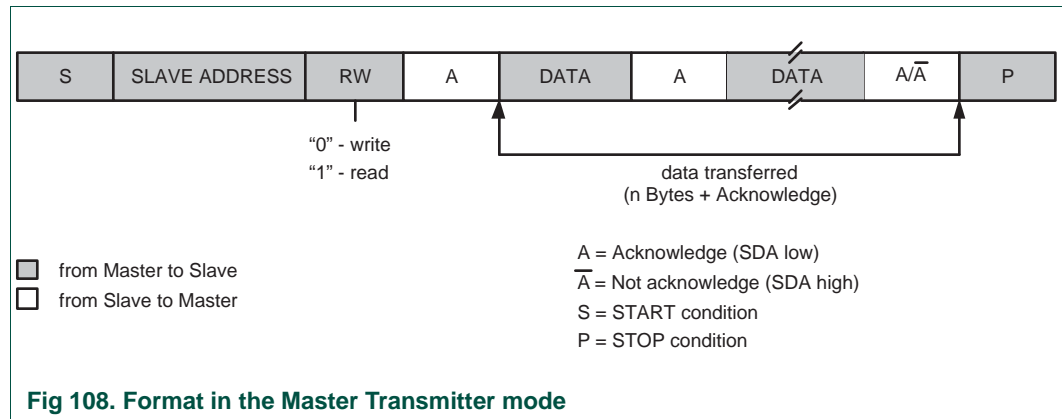 S SLAVE ADDRESS RW A DATA A DATA A/A̅ P
“0” - write
“1” - read
data transferred
(n Bytes + Acknowledge)
from Master to Slave
from Slave to Master
A = Acknowledge (SDA low)
A̅ = Not acknowledge (SDA high)
S = START condition
P = STOP condition
Fig 108. Format in the Master Transmitter mode